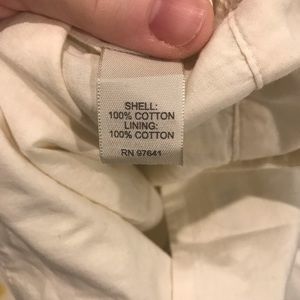 SHELL:
100% COTTON
LINING:
100% COTTON
RN 97641